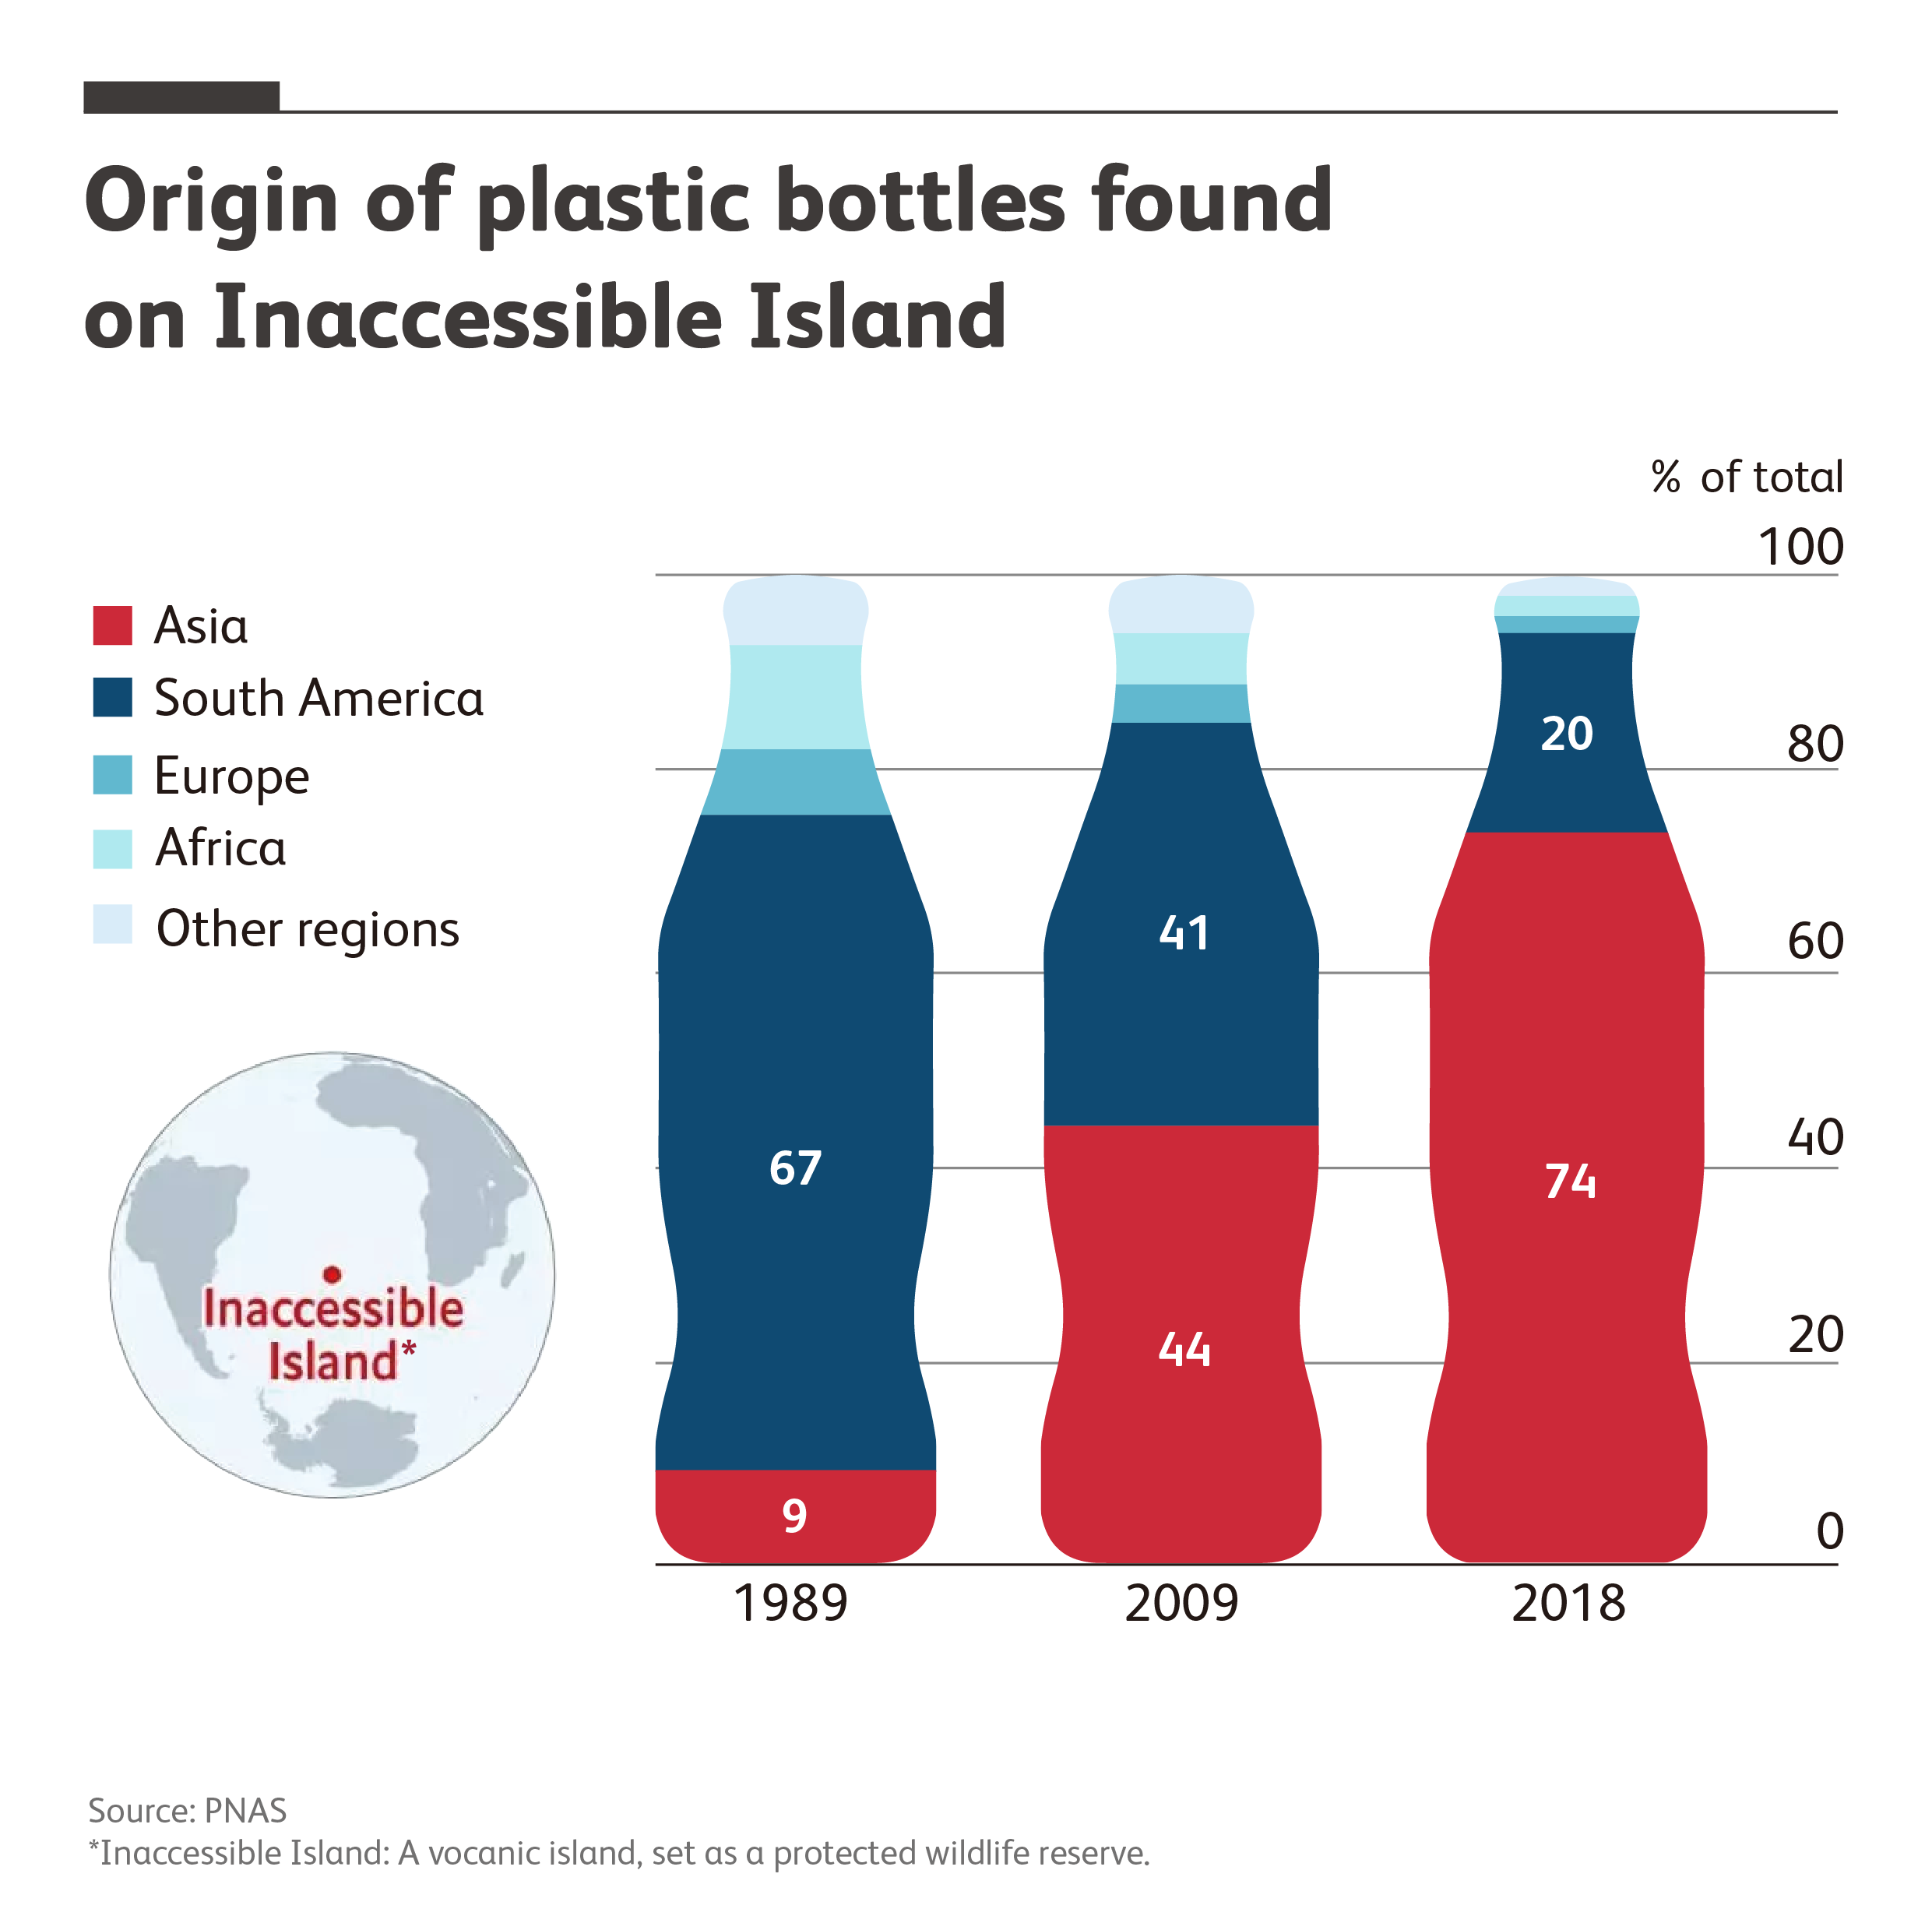 Origin of plastic bottles found
on Inaccessible Island
% of total
100
80
60
40
20
0
Asia
South America
Europe
Africa
Other regions
Inaccessible
Island*
67
9
41
44
20
74
1989 2009 2018
Source: PNAS
*Inaccessible Island: A vocanic island, set as a protected wildlife reserve.